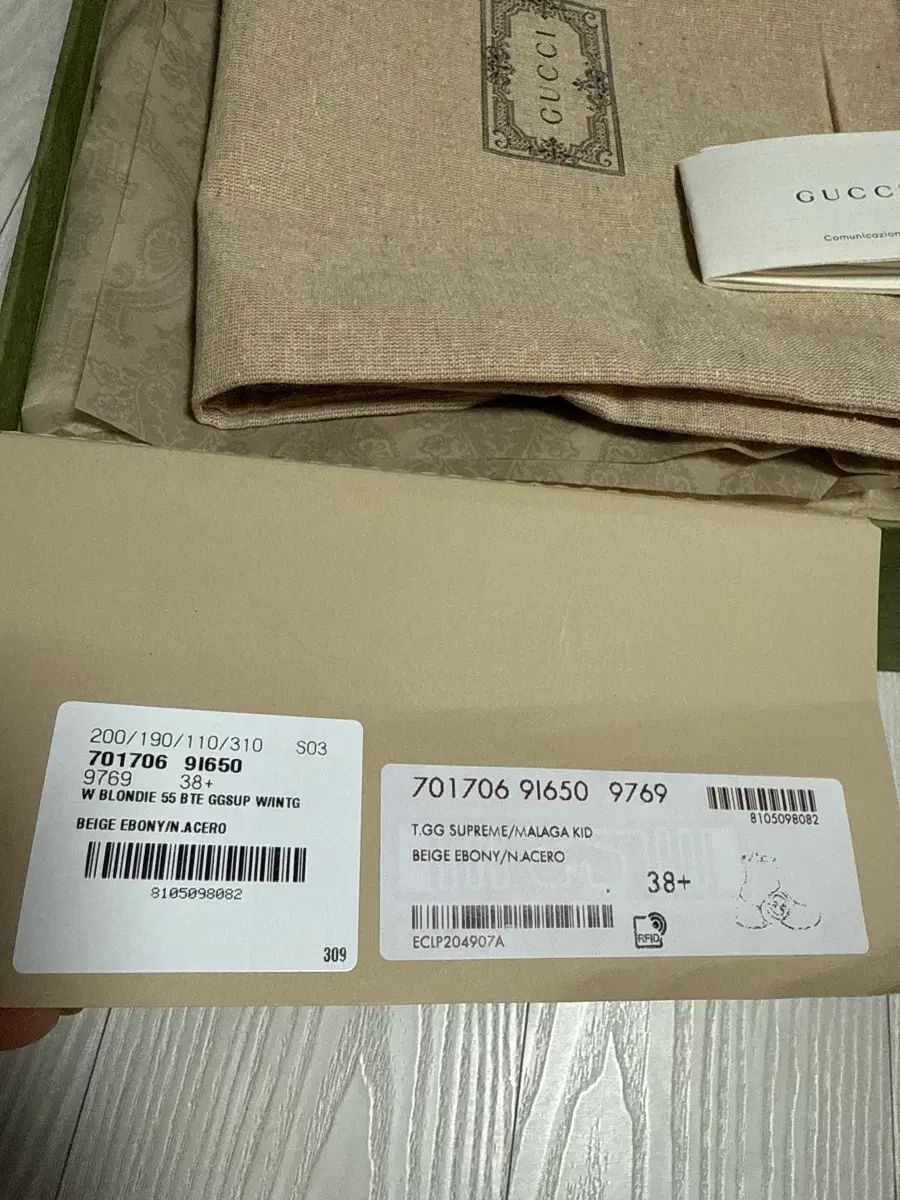 GUCCI
GUCCI
Comunicazion
200/190/110/310 S03
701706 9I650
9769 38+
W BLONDIE 55 BTE GGSUP W/INTG
BEIGE EBONY/N.ACERO
8105098082
309
701706 9I650 9769
8105098082
T.GG SUPREME/MALAGA KID
BEIGE EBONY/N.ACERO
38+
ECLP204907A
RFID